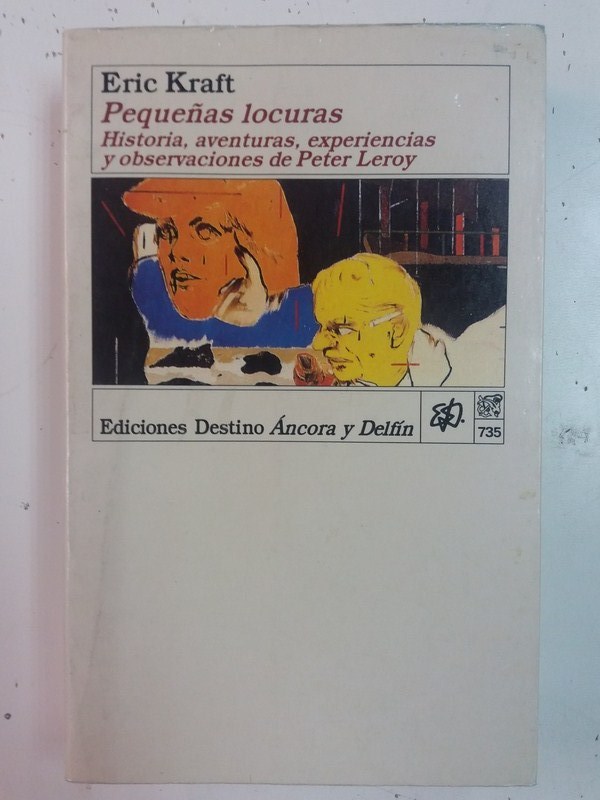 Eric Kraft
Pequeñas locuras
Historia, aventuras, experiencias
y observaciones de Peter Leroy
Ediciones Destino Áncora y Delfín
735